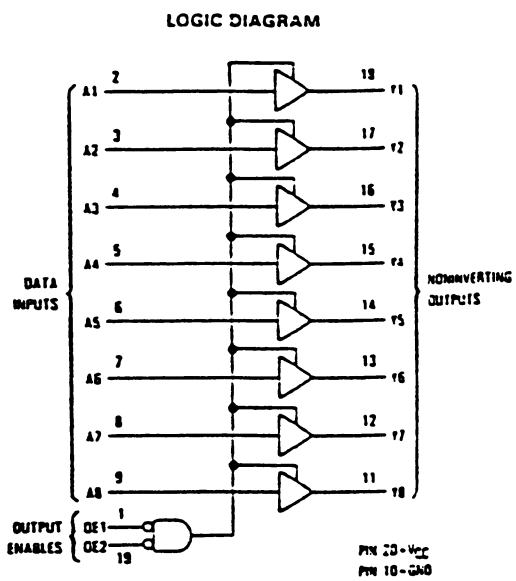 LOGIC DIAGRAM
A1 2 18 Y1
A2 3 17 Y2
A3 4 16 Y3
A4 5 15 Y4
A5 6 14 Y5
A6 7 13 Y6
A7 8 12 Y7
A8 9 11 Y8
DATA
INPUTS
NONINVERTING
OUTPUTS
OUTPUT
ENABLES
OE1 1
OE2 19
PIN 20 = VCC
PIN 10 = GND